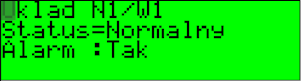 Układ N1/W1
Status=Normalny
Alarm :Tak